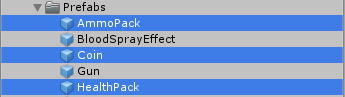 Prefabs
AmmoPack
BloodSprayEffect
Coin
Gun
HealthPack